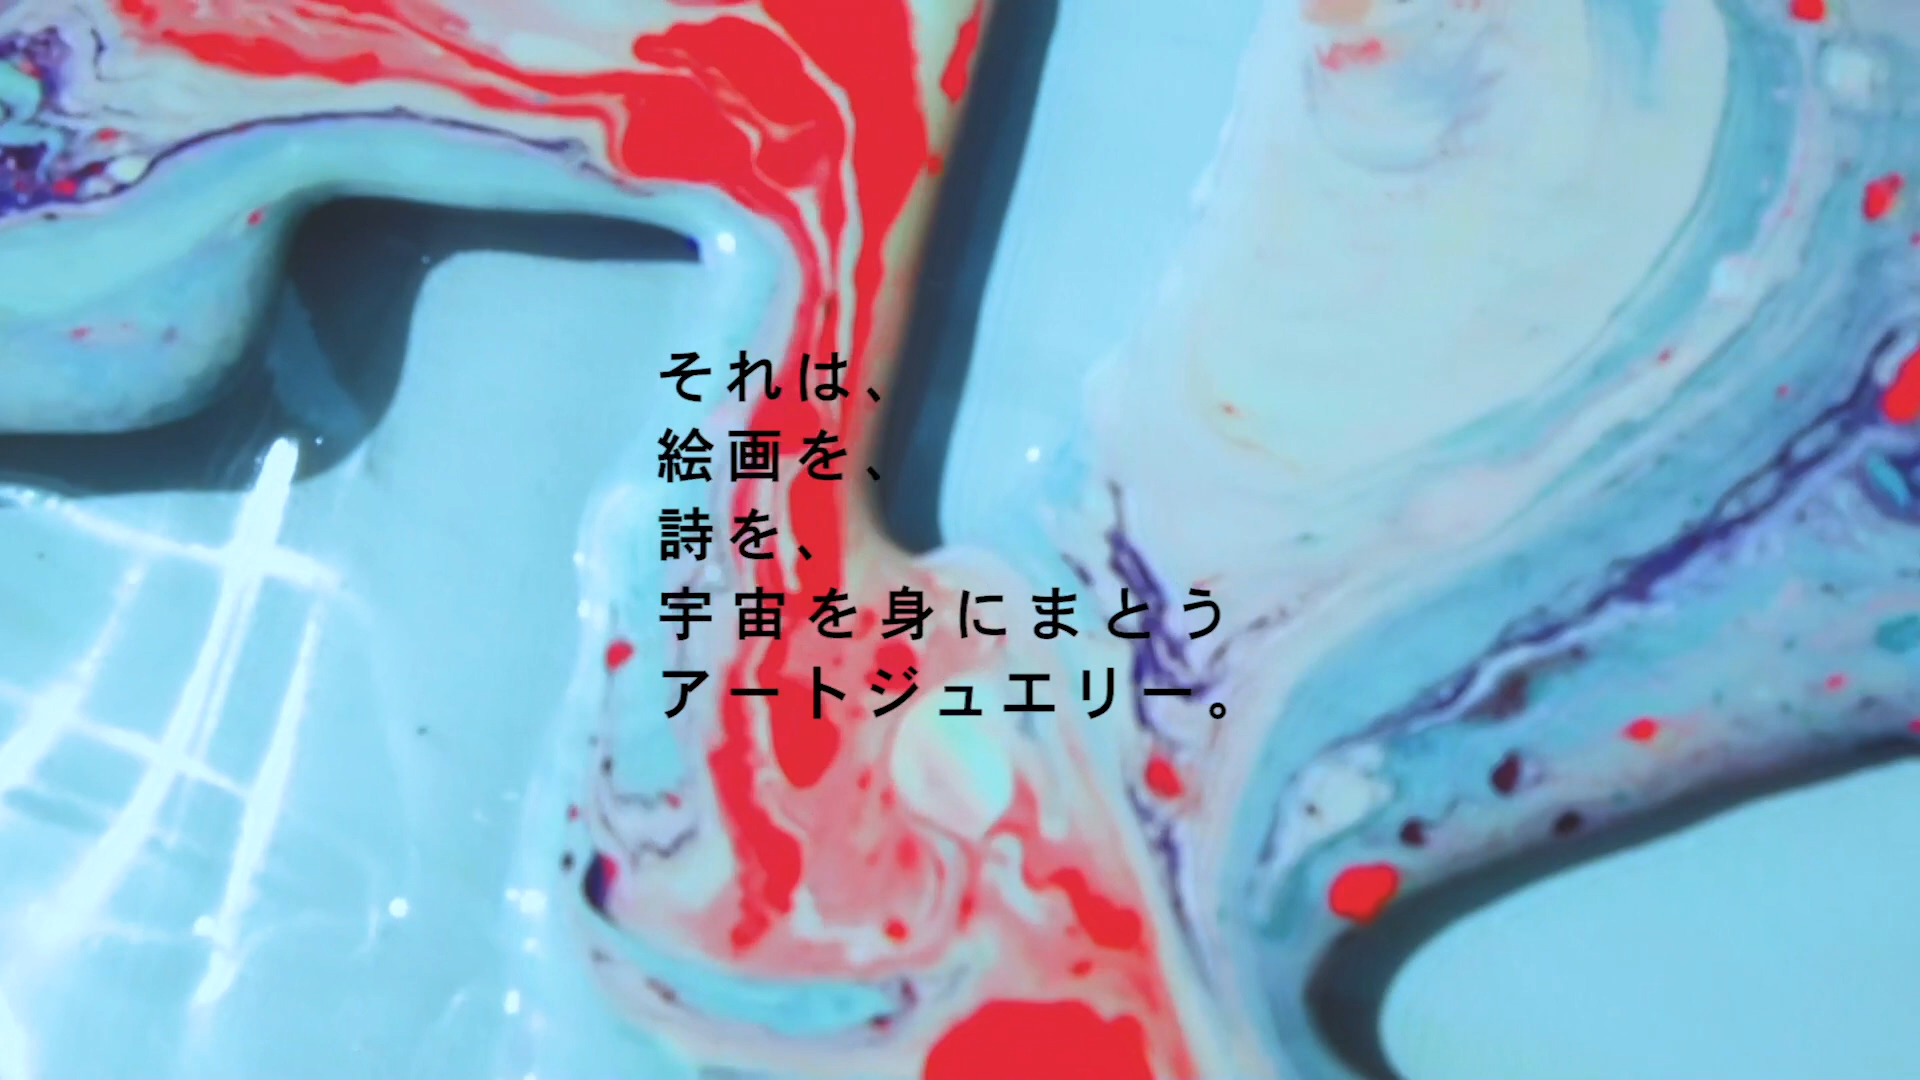 それは、
絵画を、
詩を、
宇宙を身にまとう
アートジュエリー。